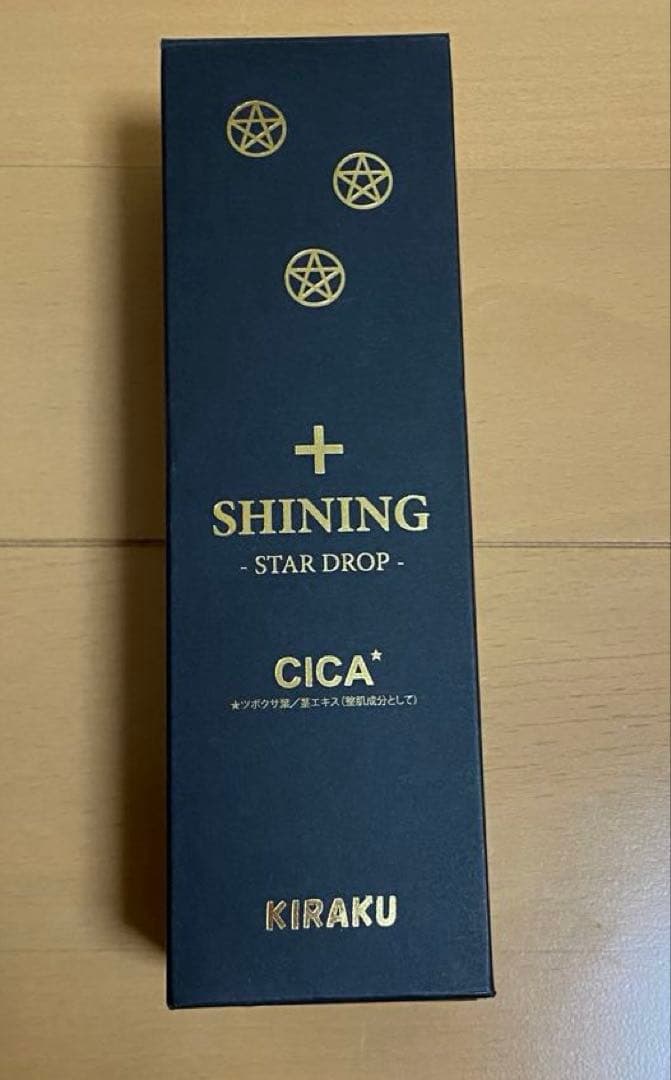 +
SHINING
- STAR DROP -
CICA★
★ツボクサ葉／茎エキス（整肌成分として）
KIRAKU